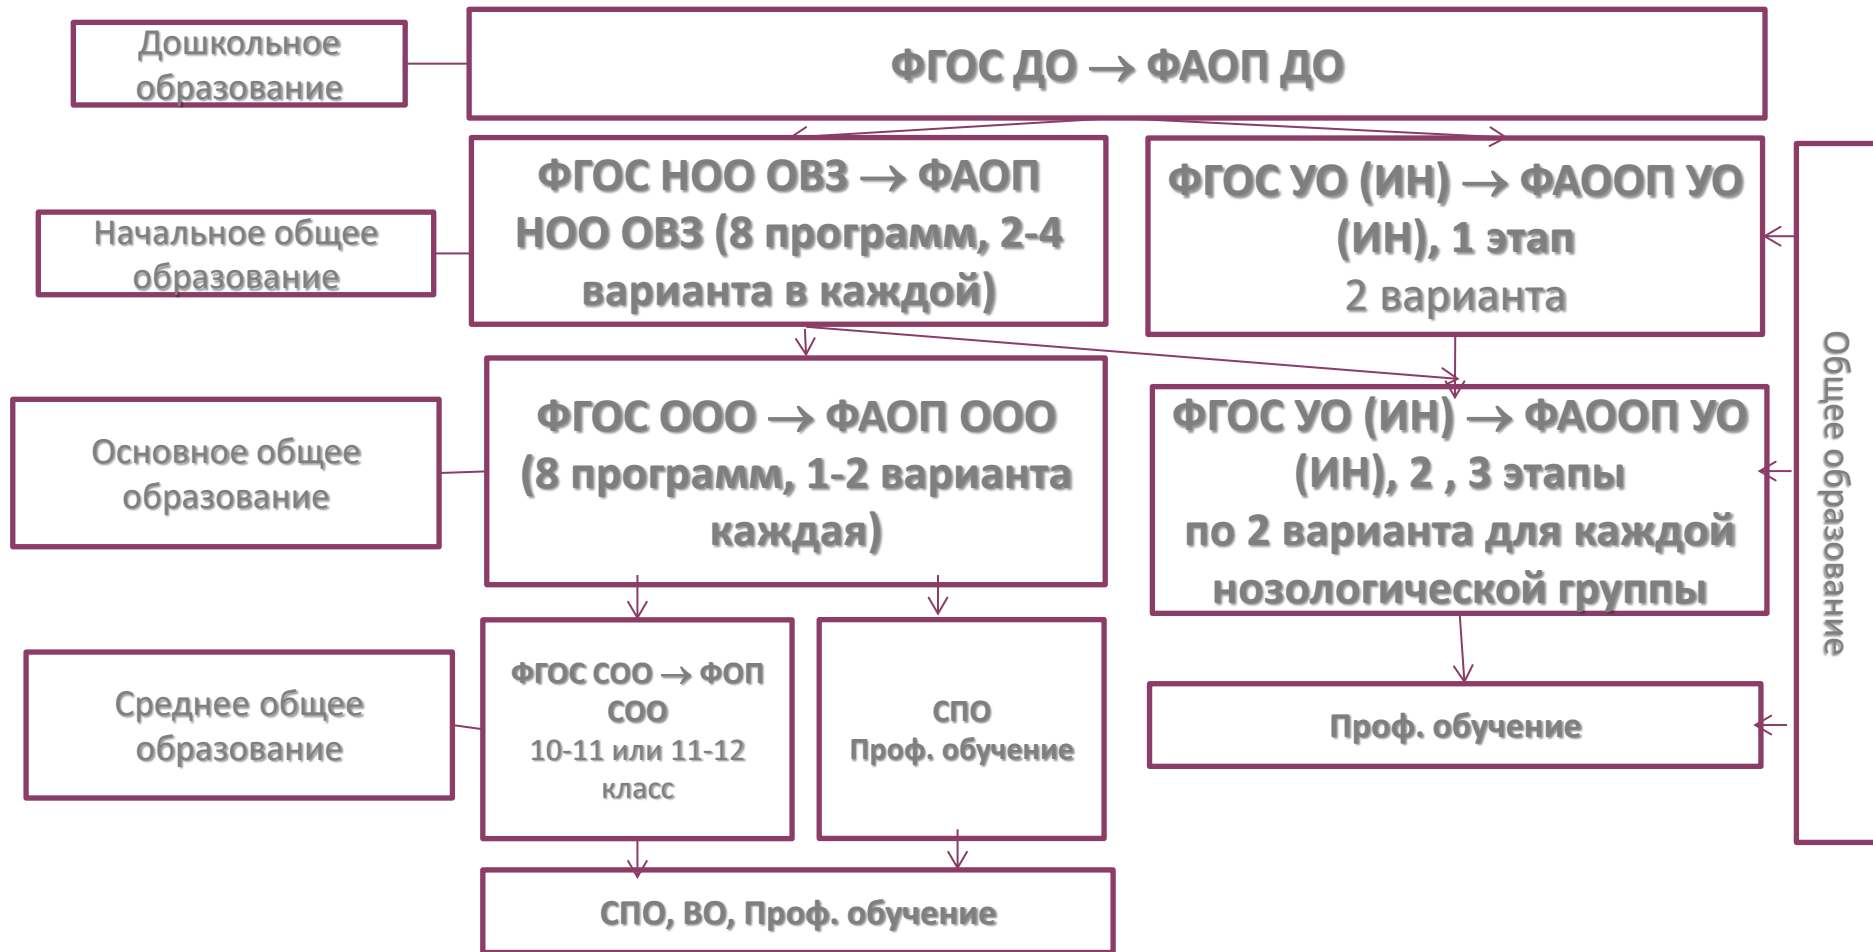 Дошкольное
образование
ФГОС ДО → ФАОП ДО
Начальное общее
образование
ФГОС НОО ОВЗ → ФАОП
НОО ОВЗ (8 программ, 2-4
варианта в каждой)
ФГОС УО (ИН) → ФАООП УО
(ИН), 1 этап
2 варианта
Общее образование
Основное общее
образование
ФГОС ООО → ФАОП ООО
(8 программ, 1-2 варианта
каждая)
ФГОС УО (ИН) → ФАООП УО
(ИН), 2 , 3 этапы
по 2 варианта для каждой
нозологической группы
Среднее общее
образование
ФГОС СОО → ФОП
СОО
10-11 или 11-12
класс
СПО
Проф. обучение
Проф. обучение
СПО, ВО, Проф. обучение